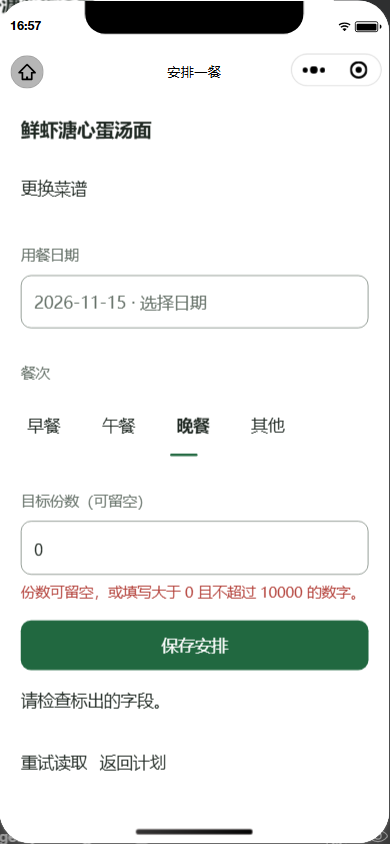 16:57
安排一餐
鲜虾溏心蛋汤面
更换菜谱
用餐日期
2026-11-15 · 选择日期
餐次
早餐 午餐 晚餐 其他
目标份数（可留空）
0
份数可留空，或填写大于 0 且不超过 10000 的数字。
保存安排
请检查标出的字段。
重试读取 返回计划